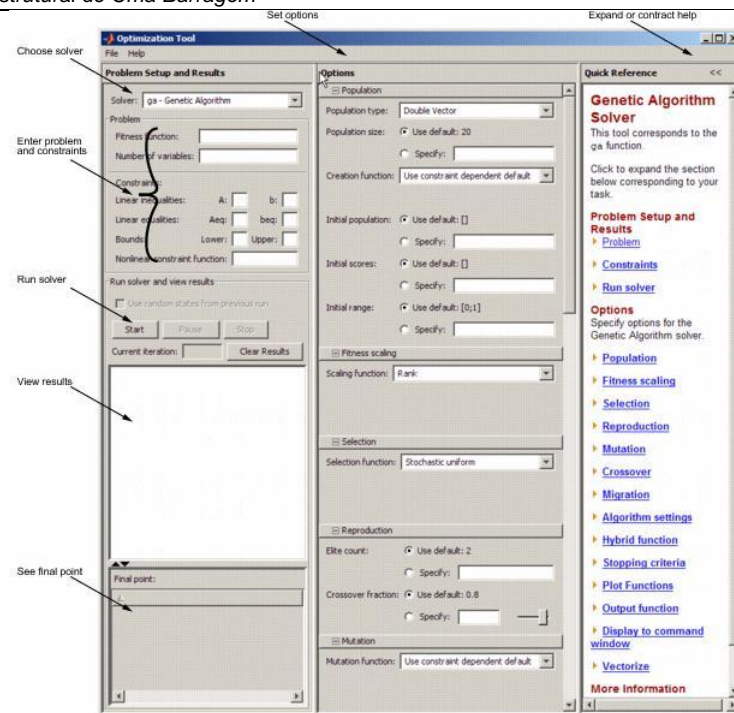 Estrutural de Uma Barragem
Set options
Expand or contract help
Choose solver
Enter problem
and constraints
Run solver
View results
See final point
Optimization Tool
File Help
Problem Setup and Results
Solver: ga - Genetic Algorithm
Problem
Fitness function:
Number of variables:
Constraints:
Linear inequalities: A: b:
Linear equalities: Aeq: beq:
Bounds: Lower: Upper:
Nonlinear constraint function:
Run solver and view results
Use random states from previous run
Start Pause Stop
Current iteration: Clear Results
Final point:
Options
Population
Population type: Double Vector
Population size: Use default: 20
Specify:
Creation function: Use constraint dependent default
Initial population: Use default: []
Specify:
Initial scores: Use default: []
Specify:
Initial range: Use default: [0;1]
Specify:
Fitness scaling
Scaling function: Rank
Selection
Selection function: Stochastic uniform
Reproduction
Elite count: Use default: 2
Specify:
Crossover fraction: Use default: 0.8
Specify:
Mutation
Mutation function: Use constraint dependent default
Quick Reference <<
Genetic Algorithm
Solver
This tool corresponds to the
ga function.
Click to expand the section
below corresponding to your
task.
Problem Setup and
Results
Problem
Constraints
Run solver
Options
Specify options for the
Genetic Algorithm solver.
Population
Fitness scaling
Selection
Reproduction
Mutation
Crossover
Migration
Algorithm settings
Hybrid function
Stopping criteria
Plot Functions
Output function
Display to command
window
Vectorize
More Information